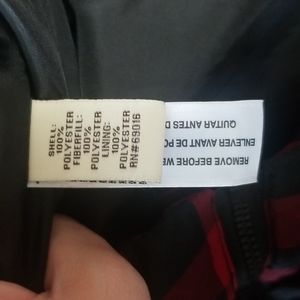 SHELL:
100%
POLYESTER
FIBERFILL:
100%
POLYESTER
LINING:
100%
POLYESTER
RN#69016
REMOVE BEFORE WE
ENLEVER AVANT DE PO
QUITAR ANTES D